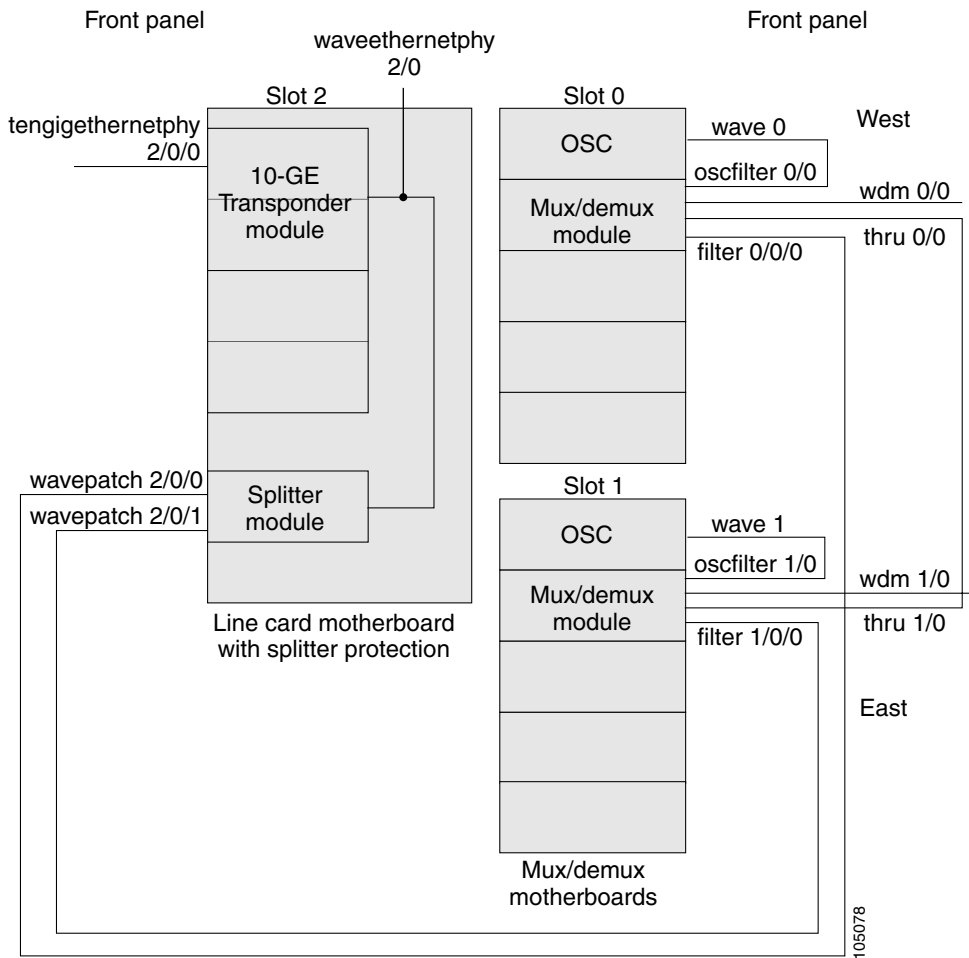 Front panel
Front panel
waveethernetphy
2/0
Slot 2
Slot 0
tengigethernetphy
2/0/0
10-GE
Transponder
module
OSC
wave 0
West
oscfilter 0/0
Mux/demux
module
wdm 0/0
filter 0/0/0
thru 0/0
wavepatch 2/0/0
wavepatch 2/0/1
Splitter
module
Slot 1
OSC
wave 1
oscfilter 1/0
Mux/demux
module
wdm 1/0
filter 1/0/0
thru 1/0
Line card motherboard
with splitter protection
East
Mux/demux
motherboards
105078